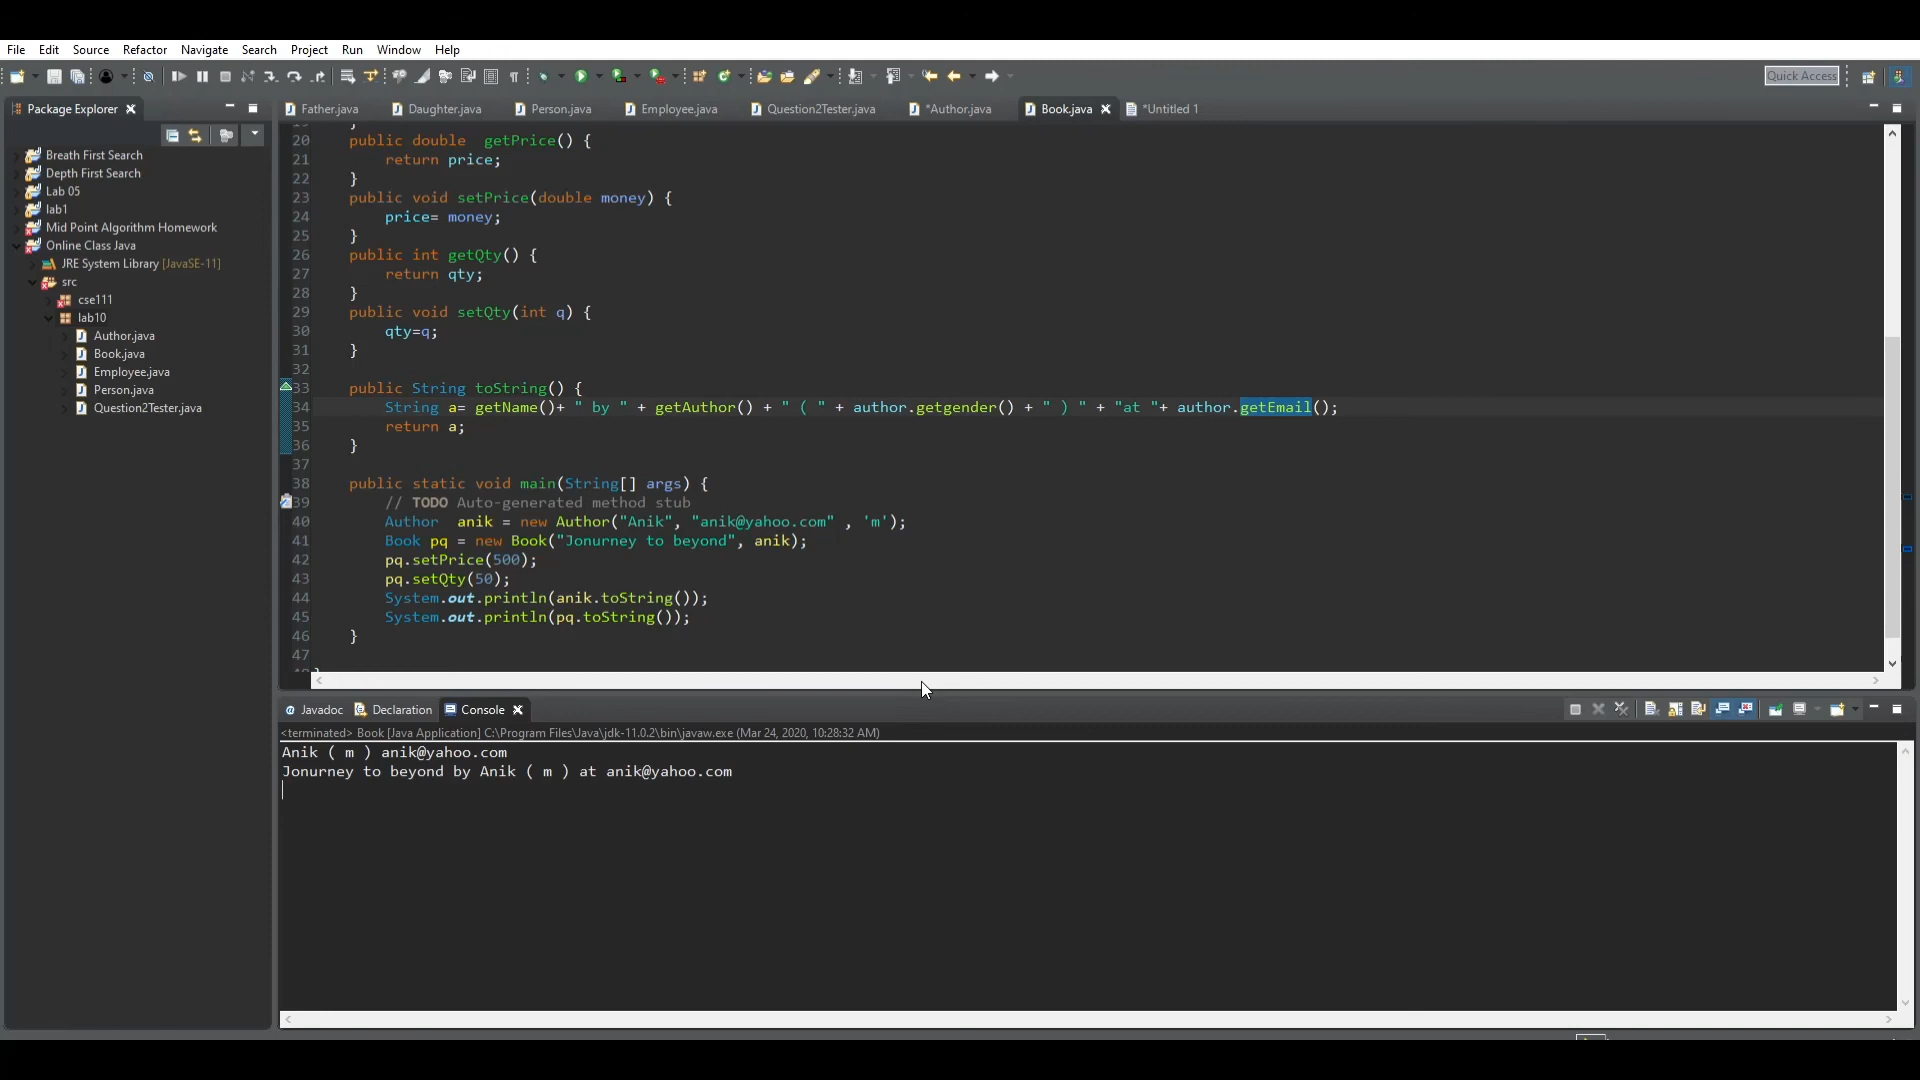 File Edit Source Refactor Navigate Search Project Run Window Help
Quick Access
Package Explorer
Father.java Daughter.java Person.java Employee.java Question2Tester.java *Author.java Book.java *Untitled 1
Breath First Search
Depth First Search
Lab 05
lab1
Mid Point Algorithm Homework
Online Class Java
JRE System Library [JavaSE-11]
src
cse111
lab10
Author.java
Book.java
Employee.java
Person.java
Question2Tester.java
20 public double  getPrice() {
21 return price;
22 }
23 public void setPrice(double money) {
24 price= money;
25 }
26 public int getQty() {
27 return qty;
28 }
29 public void setQty(int q) {
30 qty=q;
31 }
32
33 public String toString() {
34 String a= getName()+ " by " + getAuthor() + " ( " + author.getgender() + " ) " + "at "+ author.getEmail();
35 return a;
36 }
37
38 public static void main(String[] args) {
39 // TODO Auto-generated method stub
40 Author  anik = new Author("Anik", "anik@yahoo.com" , 'm');
41 Book pq = new Book("Jonurney to beyond", anik);
42 pq.setPrice(500);
43 pq.setQty(50);
44 System.out.println(anik.toString());
45 System.out.println(pq.toString());
46 }
47
Javadoc Declaration Console
<terminated> Book [Java Application] C:\Program Files\Java\jdk-11.0.2\bin\javaw.exe (Mar 24, 2020, 10:28:32 AM)
Anik ( m ) anik@yahoo.com
Jonurney to beyond by Anik ( m ) at anik@yahoo.com